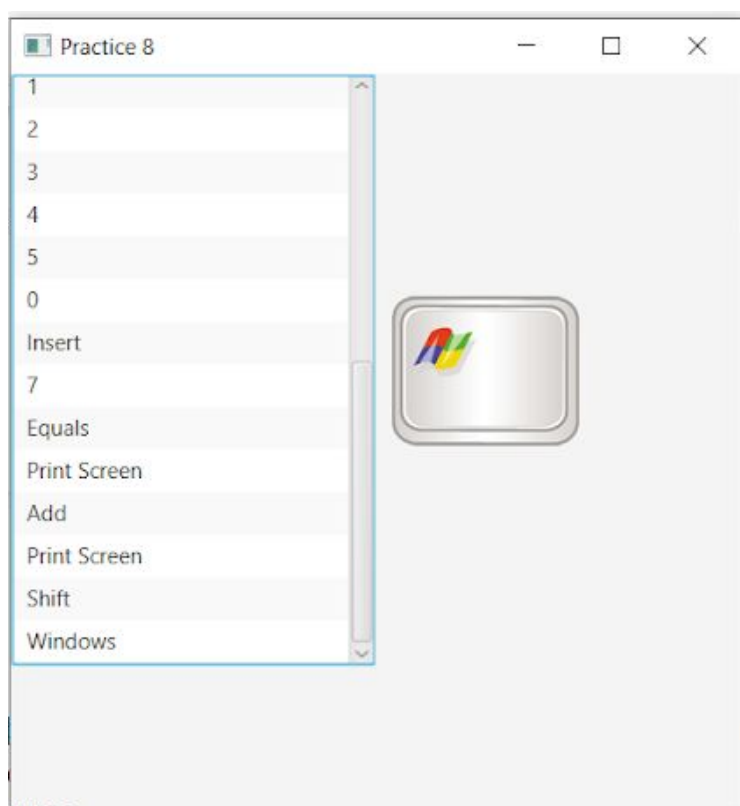 Practice 8
1
2
3
4
5
0
Insert
7
Equals
Print Screen
Add
Print Screen
Shift
Windows